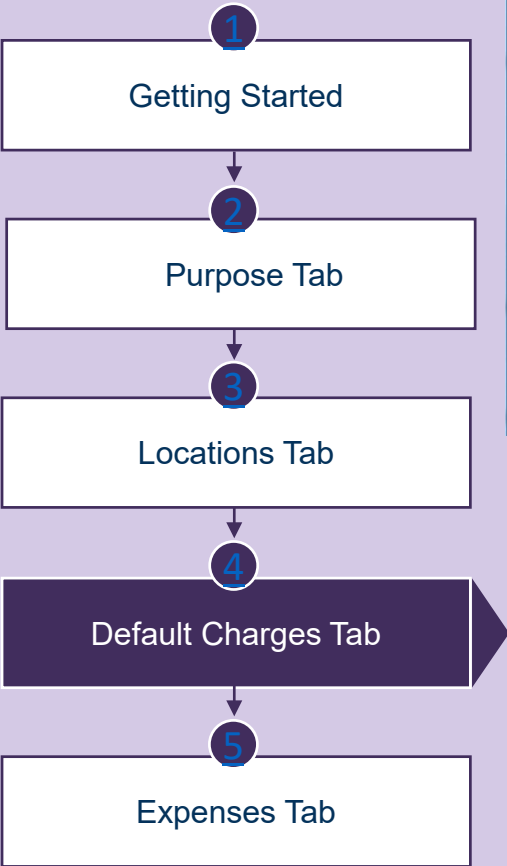 1
Getting Started
2
Purpose Tab
3
Locations Tab
4
Default Charges Tab
5
Expenses Tab